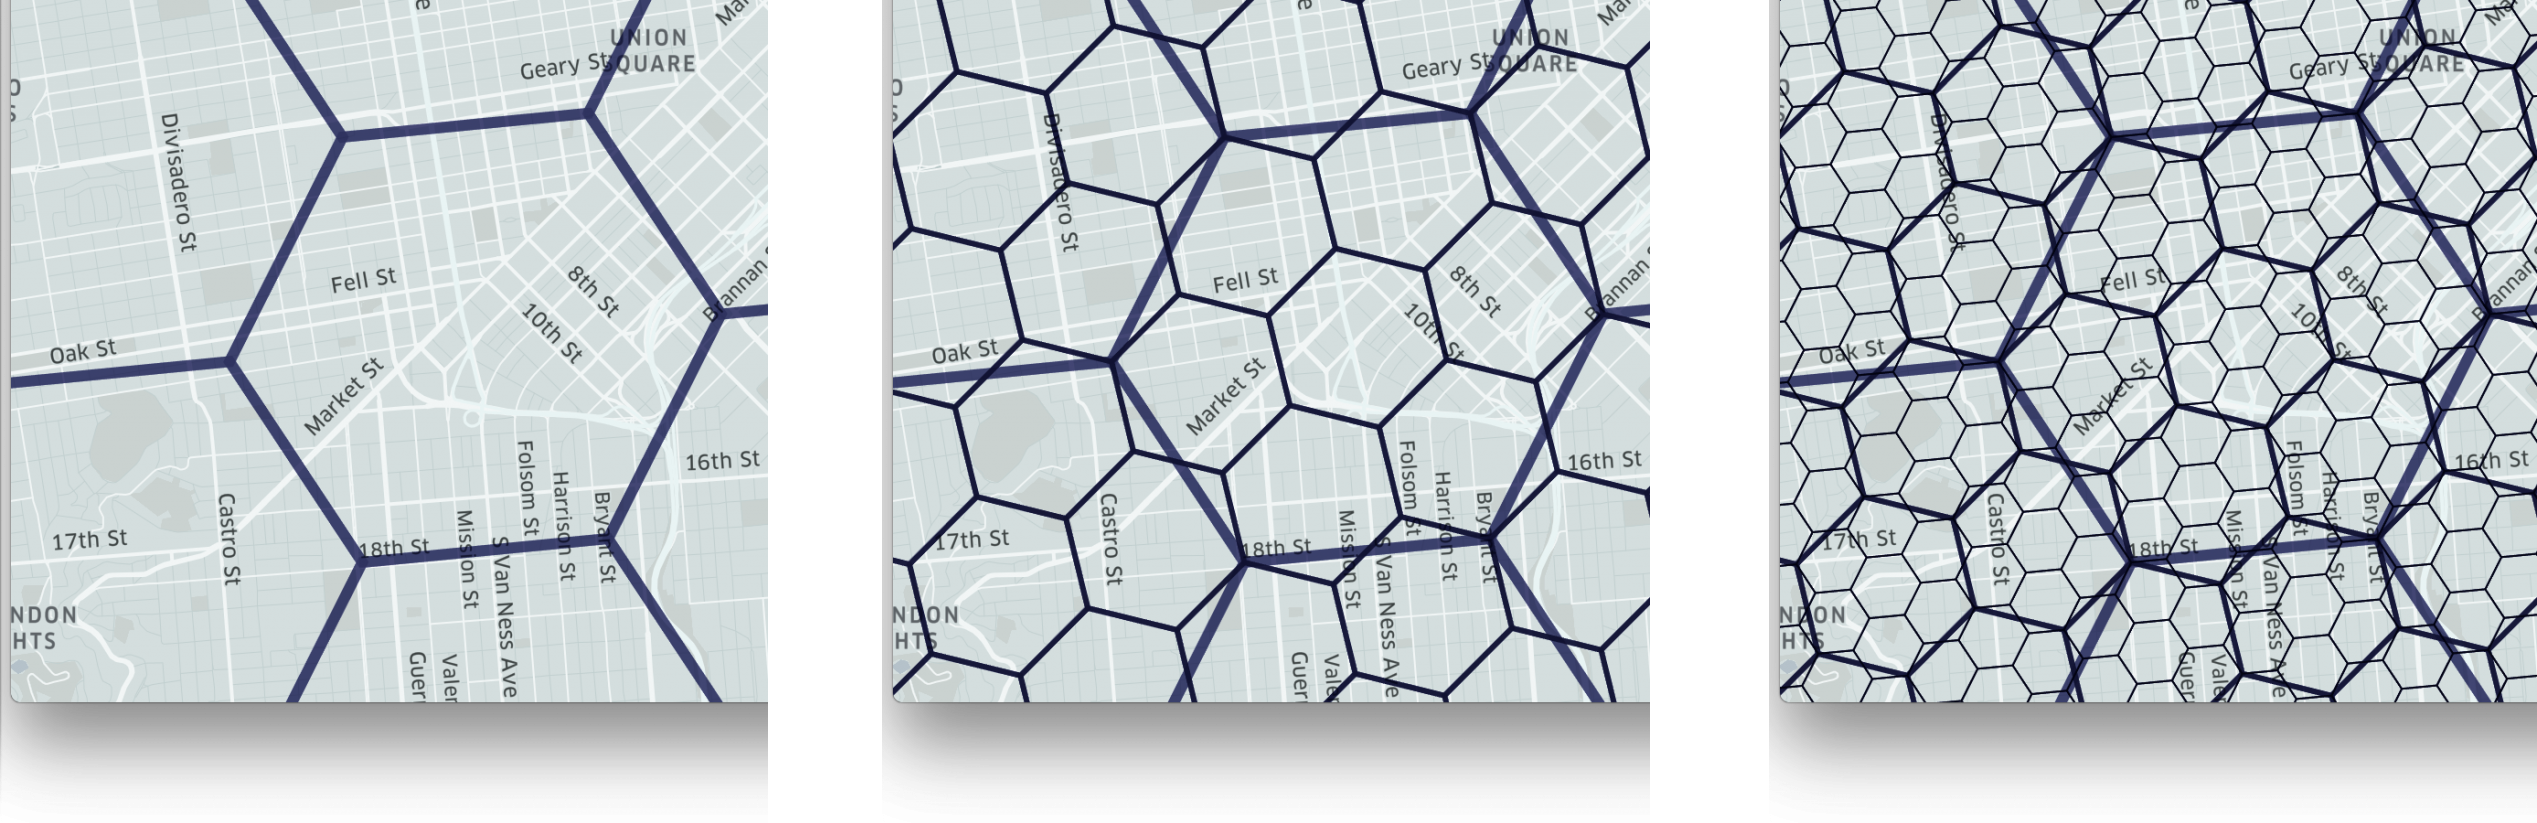 UNION
SQUARE
Geary St
Divisadero St
Fell St
8th St
10th St
Oak St
Market St
16th St
Folsom St
Harrison St
Bryant St
Castro St
17th St
18th St
Mission St
S Van Ness Ave
NDON
HTS
Guer
Valer
UNION
SQUARE
Geary St
Divisadero St
Fell St
8th St
10th St
Brannan
Oak St
Market St
16th St
Folsom St
Harrison St
Bryant St
Castro St
17th St
18th St
Mission St
S Van Ness Ave
NDON
HTS
Guer
Vale
UNION
SQUARE
Geary St
Divisadero St
Fell St
8th St
10th St
Oak St
Market St
16th St
Folsom St
Harrison St
Bryant St
Castro St
17th St
18th St
Mission St
S Van Ness Ave
NDON
HTS
Guer
Vale